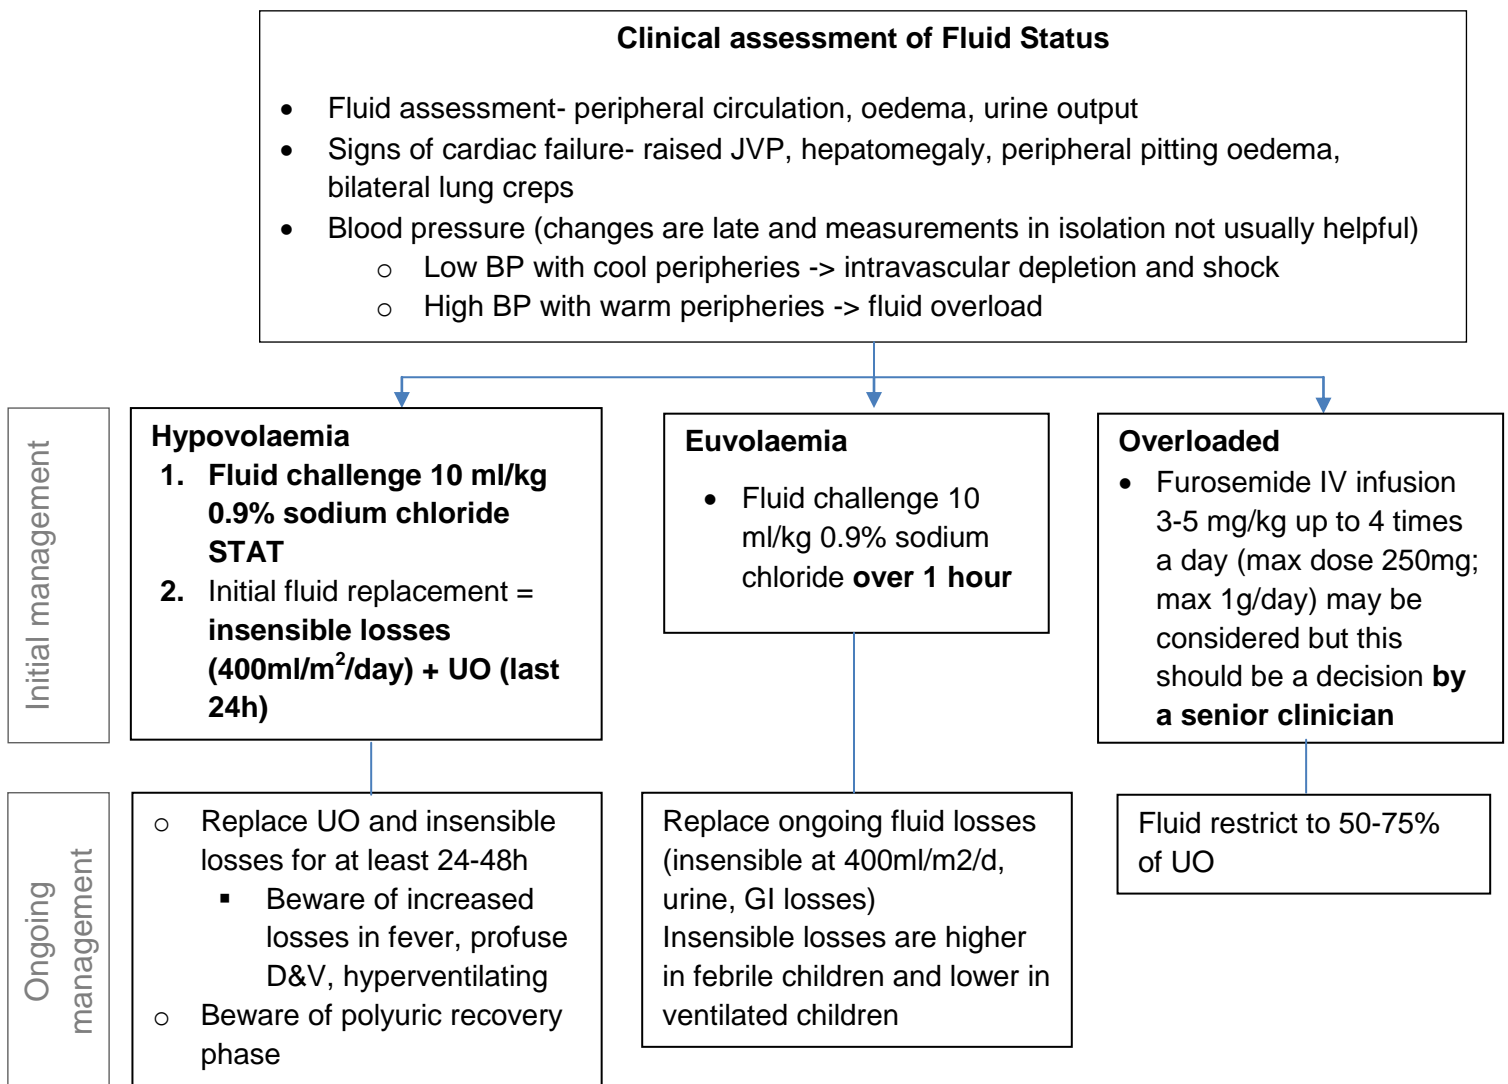 Clinical assessment of Fluid Status
• Fluid assessment- peripheral circulation, oedema, urine output
• Signs of cardiac failure- raised JVP, hepatomegaly, peripheral pitting oedema,
bilateral lung creps
• Blood pressure (changes are late and measurements in isolation not usually helpful)
o Low BP with cool peripheries -> intravascular depletion and shock
o High BP with warm peripheries -> fluid overload
Initial management
Hypovolaemia
1. Fluid challenge 10 ml/kg
0.9% sodium chloride
STAT
2. Initial fluid replacement =
insensible losses
(400ml/m²/day) + UO (last
24h)
Euvolaemia
• Fluid challenge 10
ml/kg 0.9% sodium
chloride over 1 hour
Overloaded
• Furosemide IV infusion
3-5 mg/kg up to 4 times
a day (max dose 250mg;
max 1g/day) may be
considered but this
should be a decision by
a senior clinician
Ongoing
management
o Replace UO and insensible
losses for at least 24-48h
▪ Beware of increased
losses in fever, profuse
D&V, hyperventilating
o Beware of polyuric recovery
phase
Replace ongoing fluid losses
(insensible at 400ml/m2/d,
urine, GI losses)
Insensible losses are higher
in febrile children and lower in
ventilated children
Fluid restrict to 50-75%
of UO